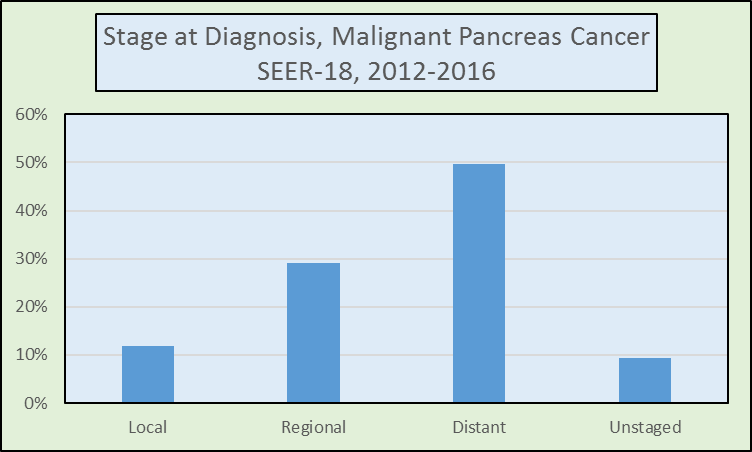 Stage at Diagnosis, Malignant Pancreas Cancer
SEER-18, 2012-2016
60%
50%
40%
30%
20%
10%
0%
Local
Regional
Distant
Unstaged